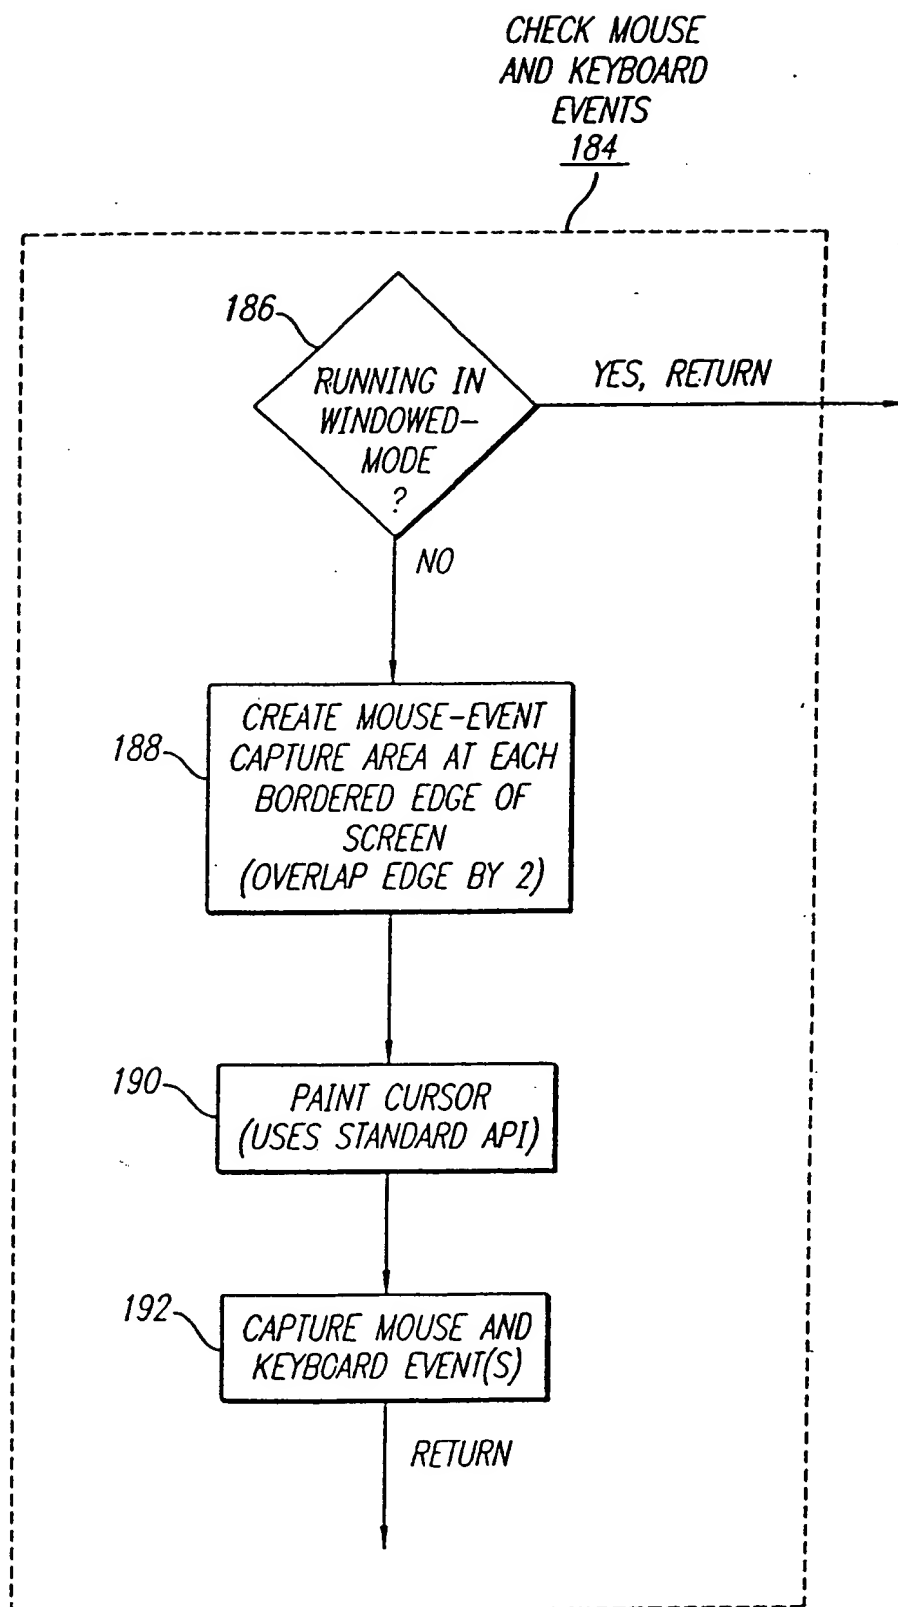 CHECK MOUSE
AND KEYBOARD
EVENTS
184
186
RUNNING IN
WINDOWED-
MODE
?
YES, RETURN
NO
188
CREATE MOUSE-EVENT
CAPTURE AREA AT EACH
BORDERED EDGE OF
SCREEN
(OVERLAP EDGE BY 2)
190
PAINT CURSOR
(USES STANDARD API)
192
CAPTURE MOUSE AND
KEYBOARD EVENT(S)
RETURN